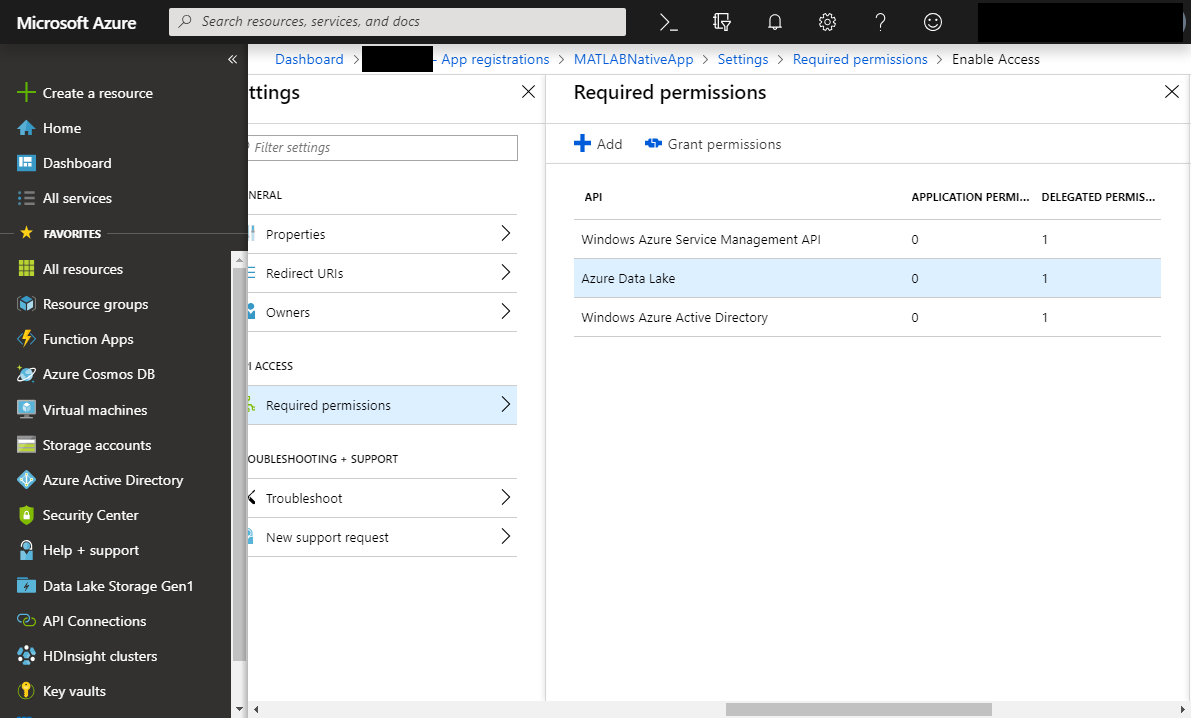 Microsoft Azure
Search resources, services, and docs
Dashboard > - App registrations > MATLABNativeApp > Settings > Required permissions > Enable Access
Create a resource
Home
Dashboard
All services
FAVORITES
All resources
Resource groups
Function Apps
Azure Cosmos DB
Virtual machines
Storage accounts
Azure Active Directory
Security Center
Help + support
Data Lake Storage Gen1
API Connections
HDInsight clusters
Key vaults
ttings
Filter settings
NERAL
Properties
Redirect URIs
Owners
I ACCESS
Required permissions
OUBLESHOOTING + SUPPORT
Troubleshoot
New support request
Required permissions
Add Grant permissions
API APPLICATION PERMI... DELEGATED PERMIS...
Windows Azure Service Management API 0 1
Azure Data Lake 0 1
Windows Azure Active Directory 0 1